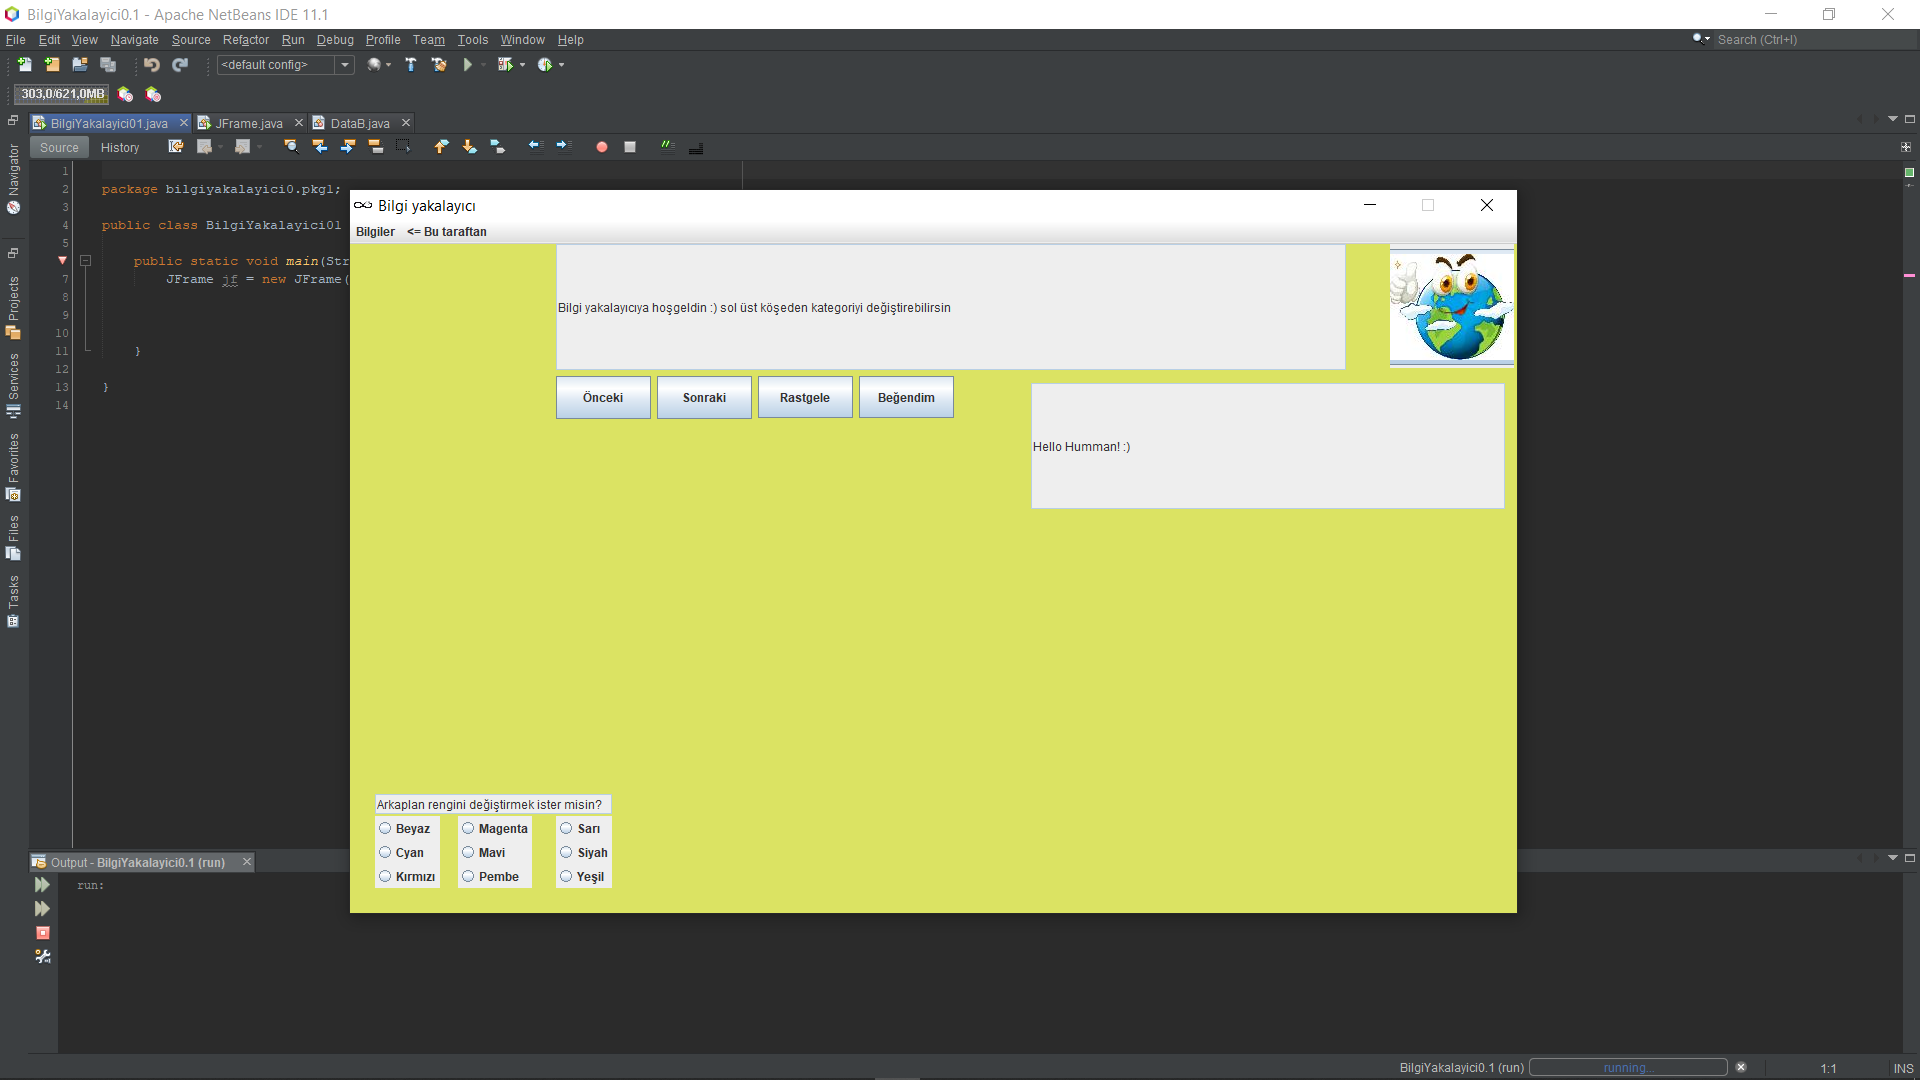 BilgiYakalayici0.1 - Apache NetBeans IDE 11.1
File Edit View Navigate Source Refactor Run Debug Profile Team Tools Window Help
Search (Ctrl+I)
<default config>
303,0/621,0MB
BilgiYakalayici01.java JFrame.java DataB.java
Source History
Navigator
Projects
Services
Favorites
Files
Tasks
1
2 package bilgiyakalayici0.pkg1;
3
4 public class BilgiYakalayici01
5
public static void main(Str
7 JFrame jf = new JFrame(
8
9
10
11 }
12
13 }
14
Bilgi yakalayıcı
Bilgiler <= Bu taraftan
Bilgi yakalayıcıya hoşgeldin :) sol üst köşeden kategoriyi değiştirebilirsin
Önceki Sonraki Rastgele Beğendim
Hello Humman! :)
Arkaplan rengini değiştirmek ister misin?
Beyaz Magenta Sarı
Cyan Mavi Siyah
Kırmızı Pembe Yeşil
Output - BilgiYakalayici0.1 (run)
run:
BilgiYakalayici0.1 (run) running... 1:1 INS